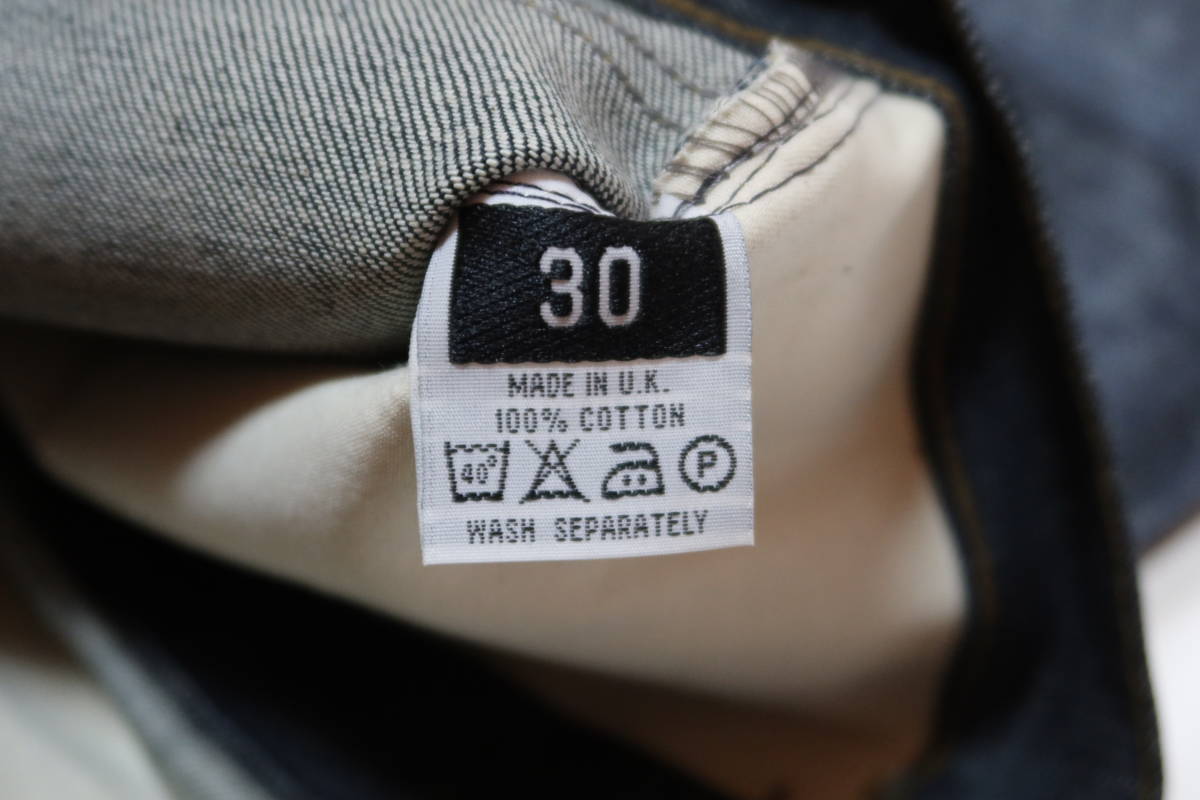 30
MADE IN U.K.
100% COTTON
40° P
WASH SEPARATELY